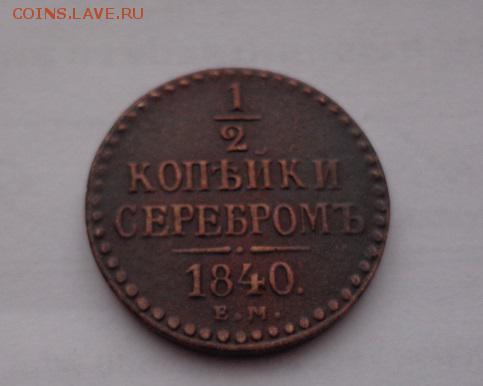 COINS.LAVE.RU
1
2
КОПѢЙКИ
СЕРЕБРОМЪ
1840.
Е.М.